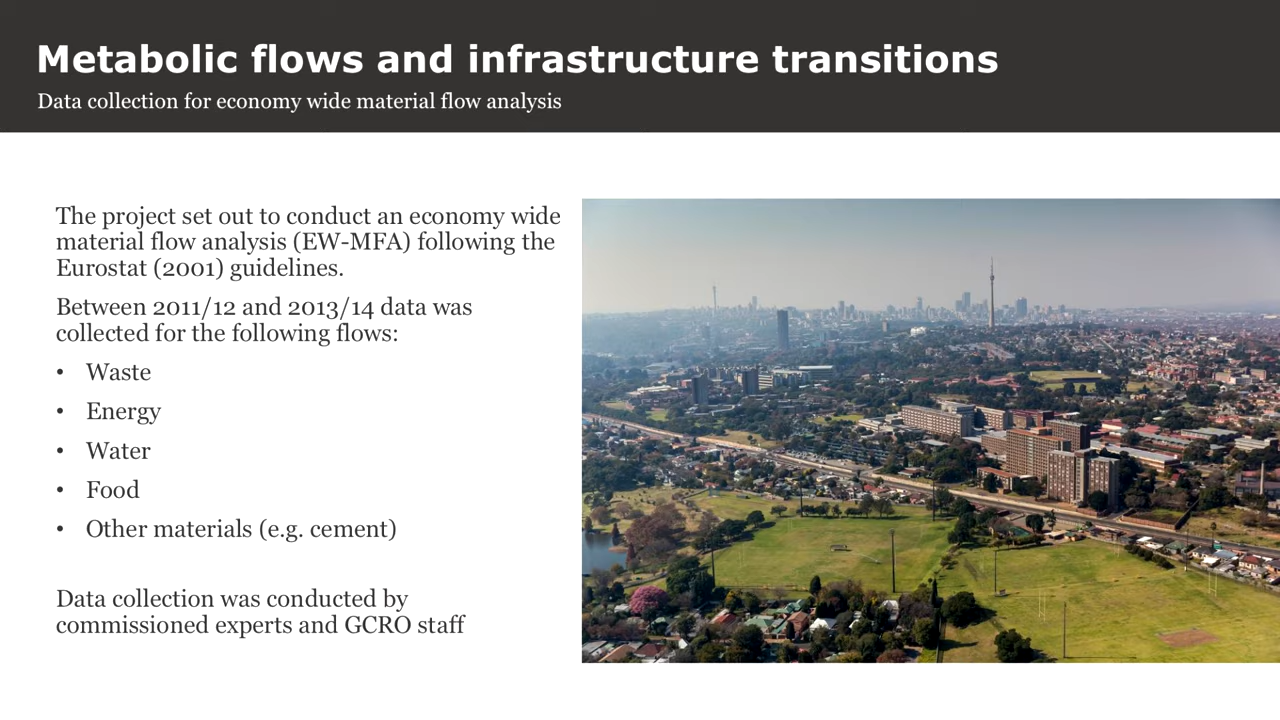 Metabolic flows and infrastructure transitions
Data collection for economy wide material flow analysis
The project set out to conduct an economy wide
material flow analysis (EW-MFA) following the
Eurostat (2001) guidelines.
Between 2011/12 and 2013/14 data was
collected for the following flows:
• Waste
• Energy
• Water
• Food
• Other materials (e.g. cement)
Data collection was conducted by
commissioned experts and GCRO staff